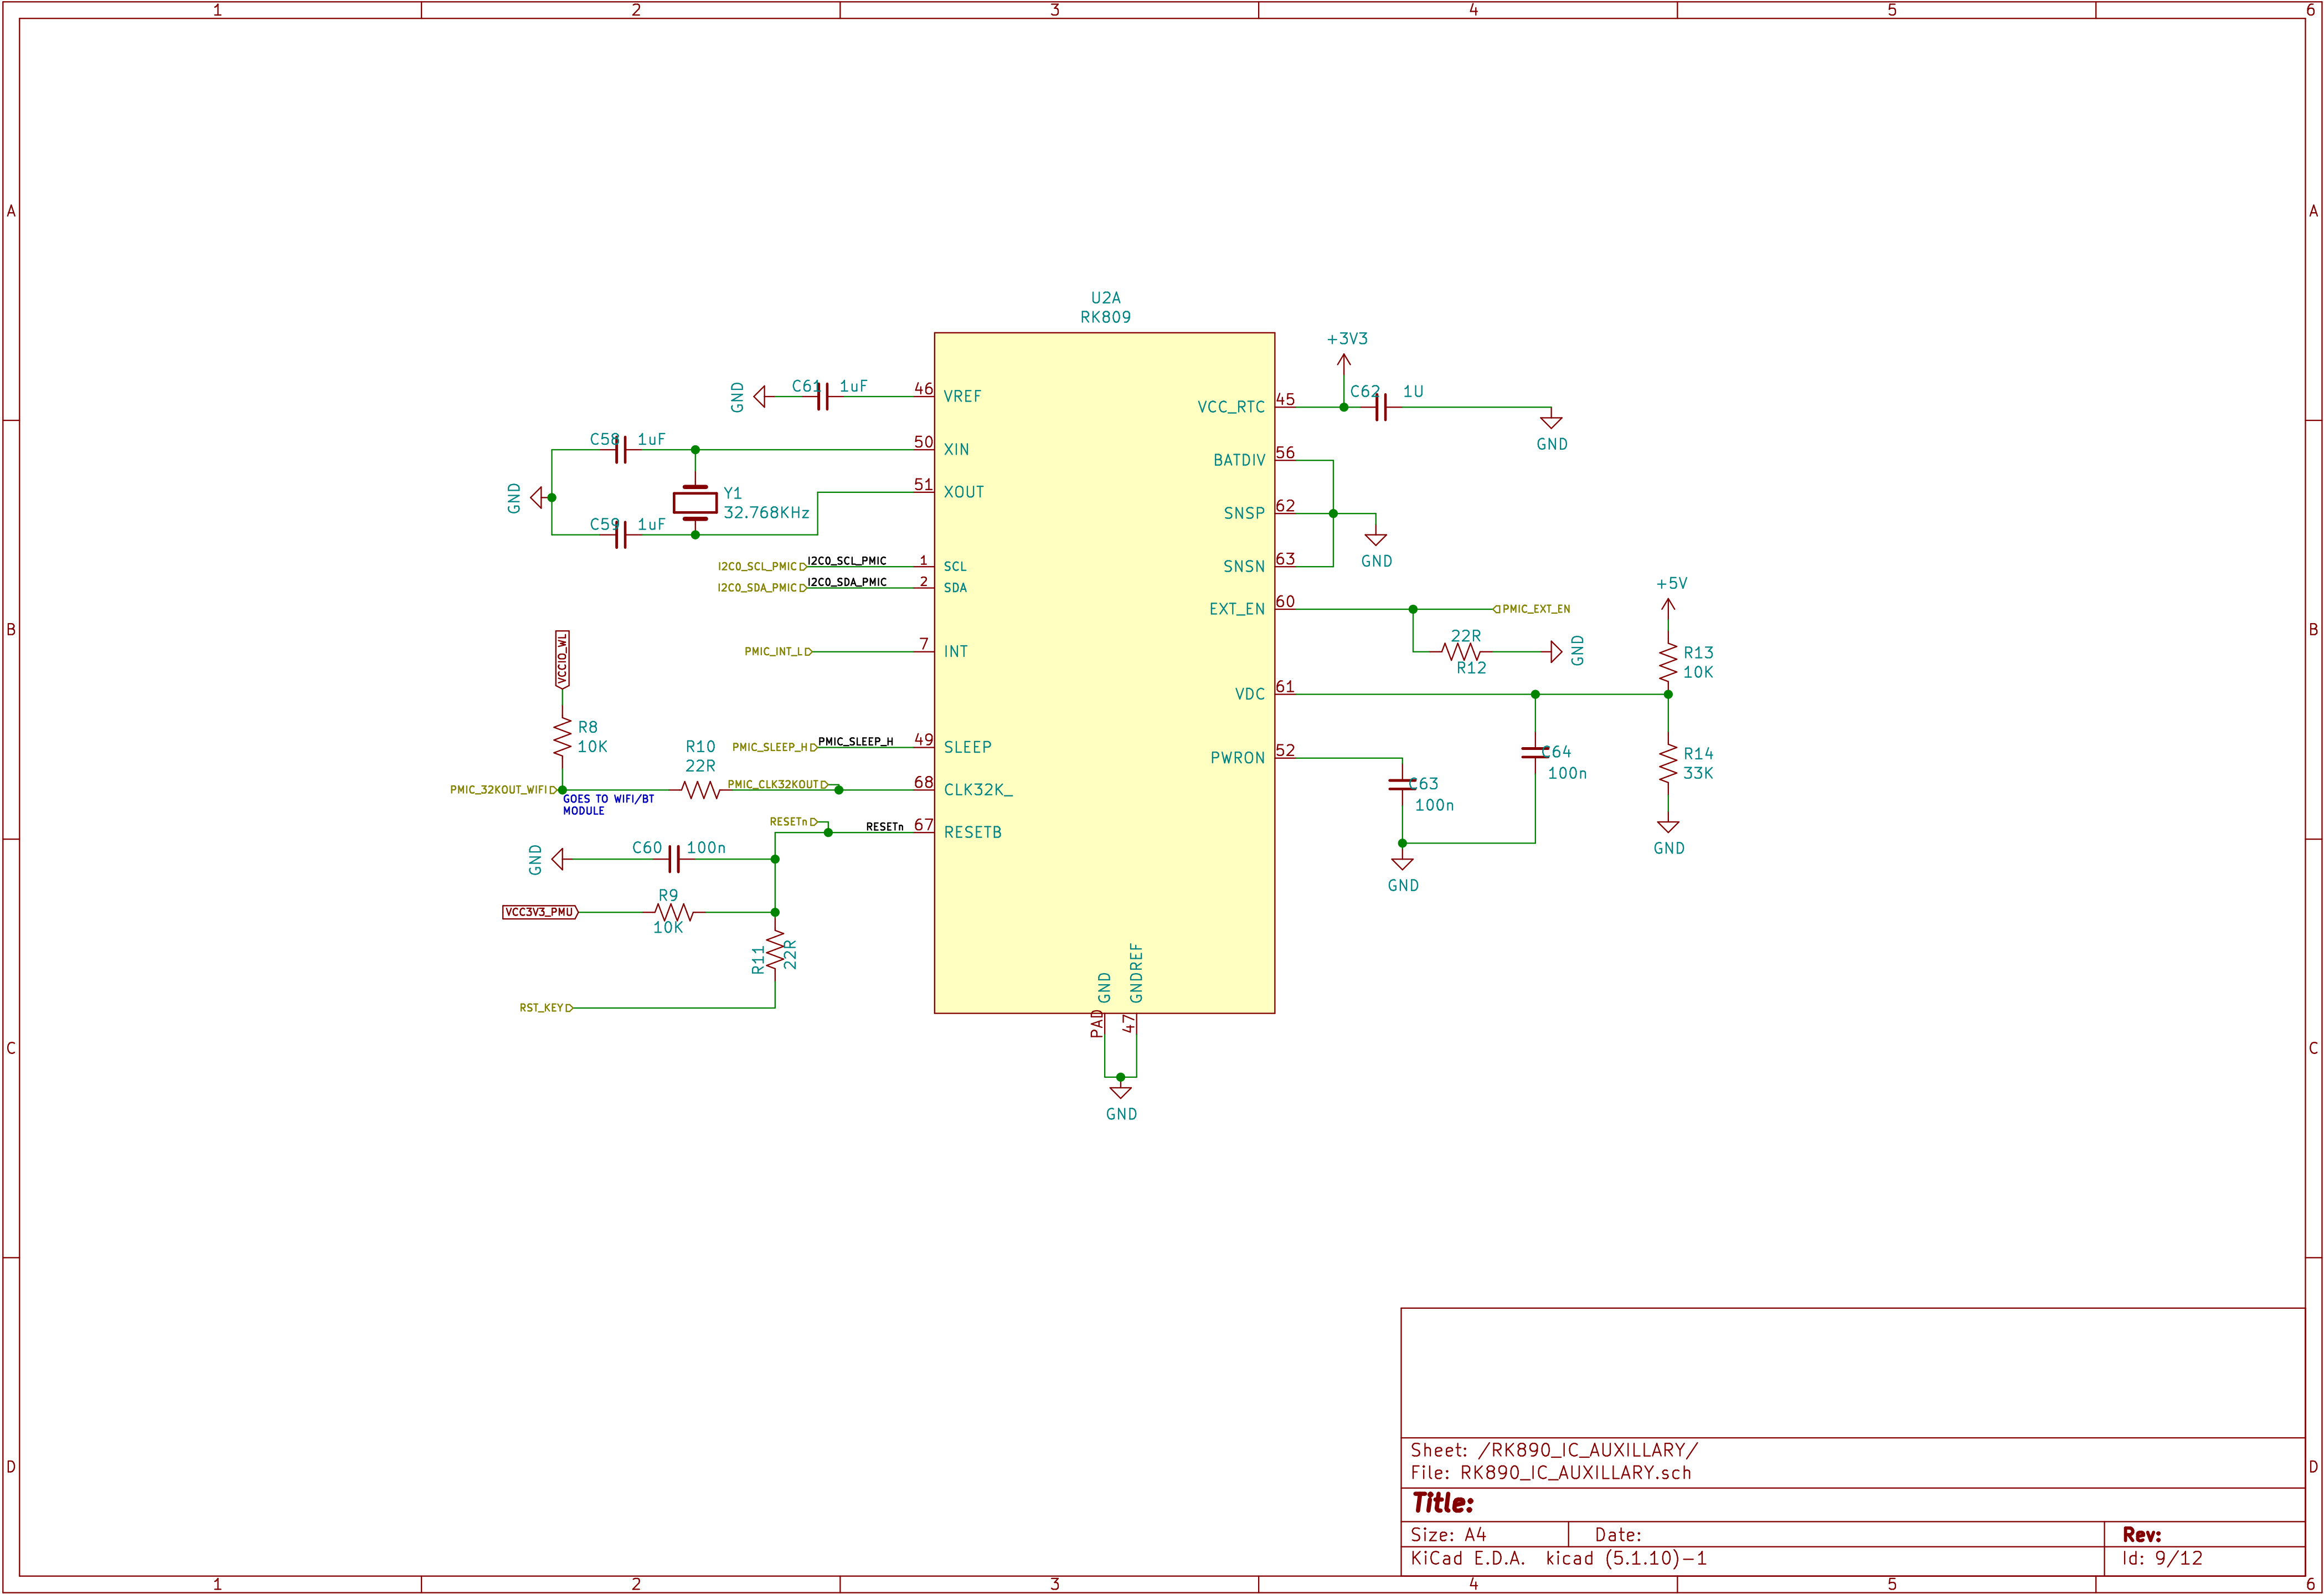 1 2 3 4 5 6
A A
B B
C C
D D
U2A
RK809
+3V3
GND C61 1uF 46 VREF
C62 1U
VCC_RTC 45
GND
C58 1uF 50 XIN
BATDIV 56
GND
Y1
32.768KHz
51 XOUT
SNSP 62
GND
C59 1uF
I2C0_SCL_PMIC I2C0_SCL_PMIC 1 SCL
SNSN 63
I2C0_SDA_PMIC I2C0_SDA_PMIC 2 SDA
+5V
EXT_EN 60 PMIC_EXT_EN
VCCIO_WL
22R
R12
GND
PMIC_INT_L 7 INT
R13
10K
VDC 61
R8
10K
PMIC_SLEEP_H PMIC_SLEEP_H 49 SLEEP
PWRON 52
C64
100n
R14
33K
R10
22R
PMIC_32KOUT_WIFI PMIC_CLK32KOUT 68 CLK32K_
C63
100n
GOES TO WIFI/BT
MODULE
RESETn RESETn 67 RESETB
GND C60 100n
GND
GND
R9
10K
VCC3V3_PMU
R11
22R
RST_KEY
GND
GNDREF
PAD
47
GND
Sheet: /RK890_IC_AUXILLARY/
File: RK890_IC_AUXILLARY.sch
Title:
Size: A4 Date: Rev:
KiCad E.D.A. kicad (5.1.10)-1 Id: 9/12
1 2 3 4 5 6